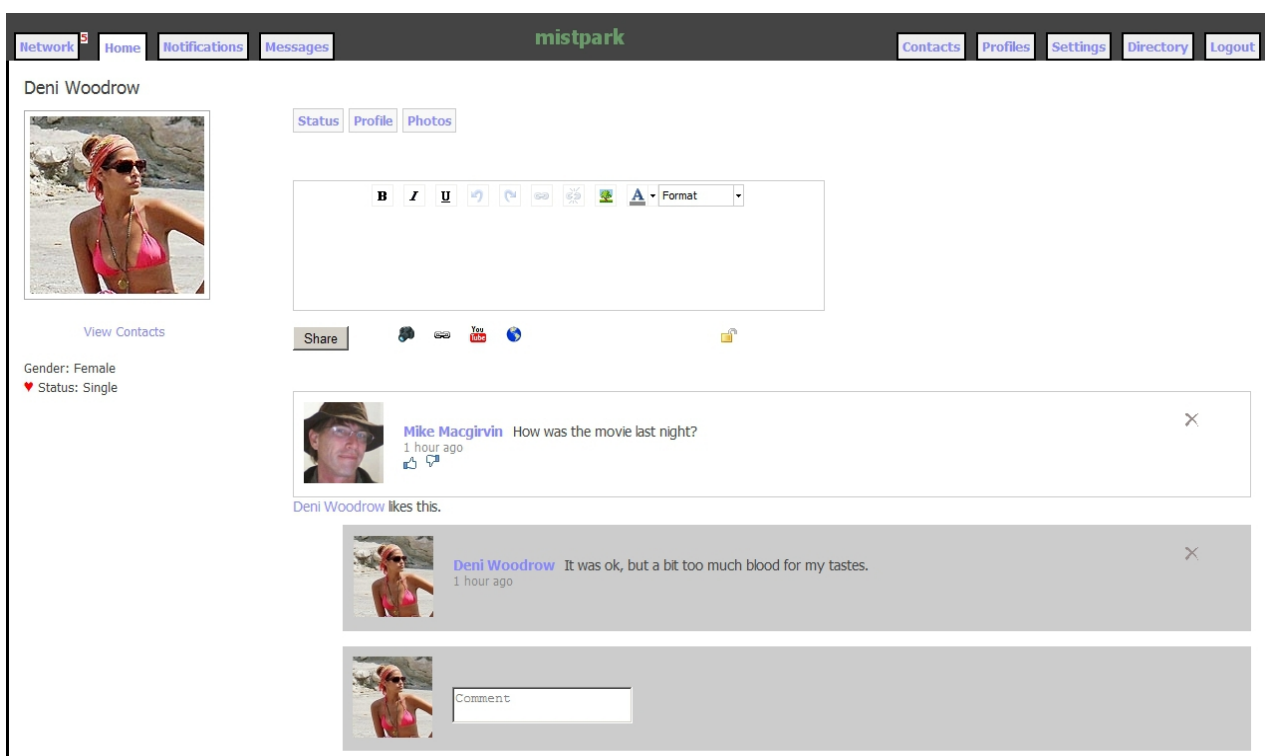 mistpark
Network 5 Home Notifications Messages Contacts Profiles Settings Directory Logout
Deni Woodrow
Status Profile Photos
B I U A Format
View Contacts
Share You Tube
Gender: Female
♥ Status: Single
Mike Macgirvin How was the movie last night?
1 hour ago
Deni Woodrow likes this.
Deni Woodrow It was ok, but a bit too much blood for my tastes.
1 hour ago
Comment